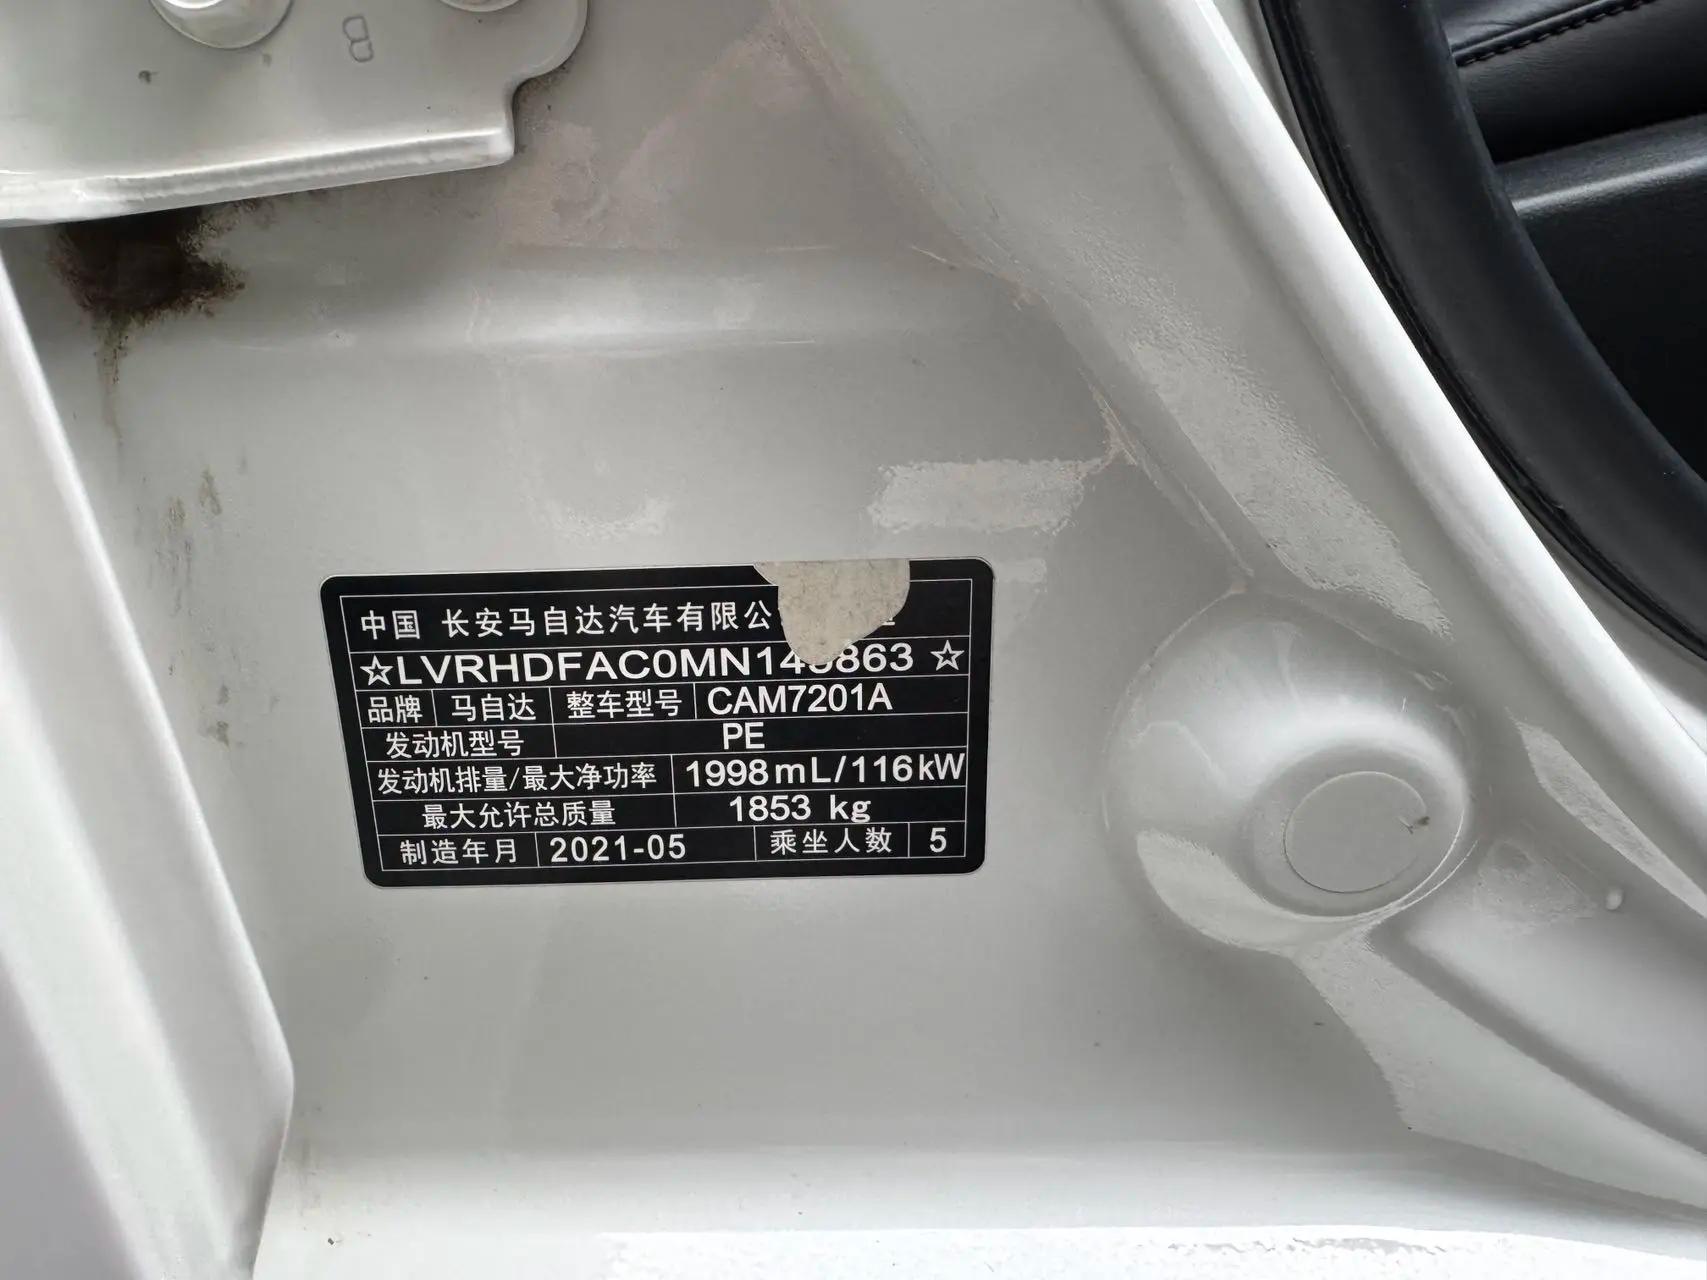 B
中国 长安马自达汽车有限公
☆LVRHDFAC0MN14 863☆
品牌 马自达 整车型号 CAM7201A
发动机型号 PE
发动机排量/最大净功率 1998mL/116kW
最大允许总质量 1853 kg
制造年月 2021-05 乘坐人数 5